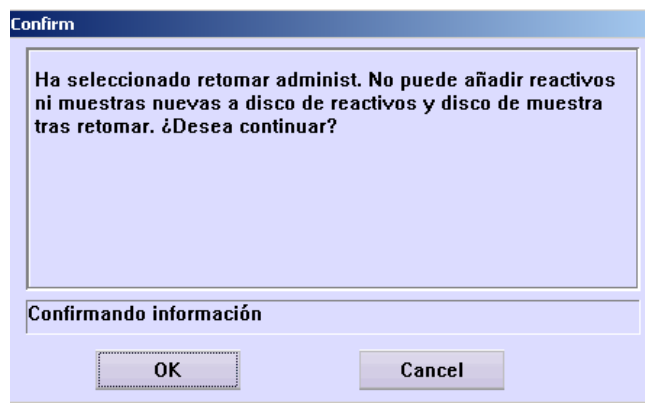 Confirm
Ha seleccionado retomar administ. No puede añadir reactivos
ni muestras nuevas a disco de reactivos y disco de muestra
tras retomar. ¿Desea continuar?
Confirmando información
OK
Cancel